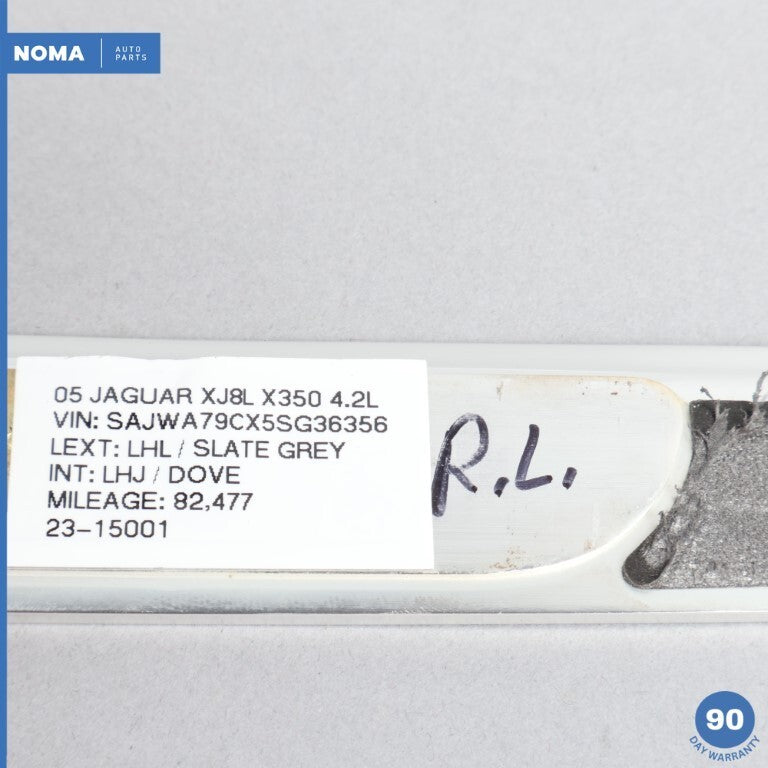 NOMA
AUTO
PARTS
05 JAGUAR XJ8L X350 4.2L
VIN: SAJWA79CX5SG36356
LEXT: LHL / SLATE GREY
INT: LHJ / DOVE
MILEAGE: 82,477
23-15001
R.L.
90
DAY WARRANTY